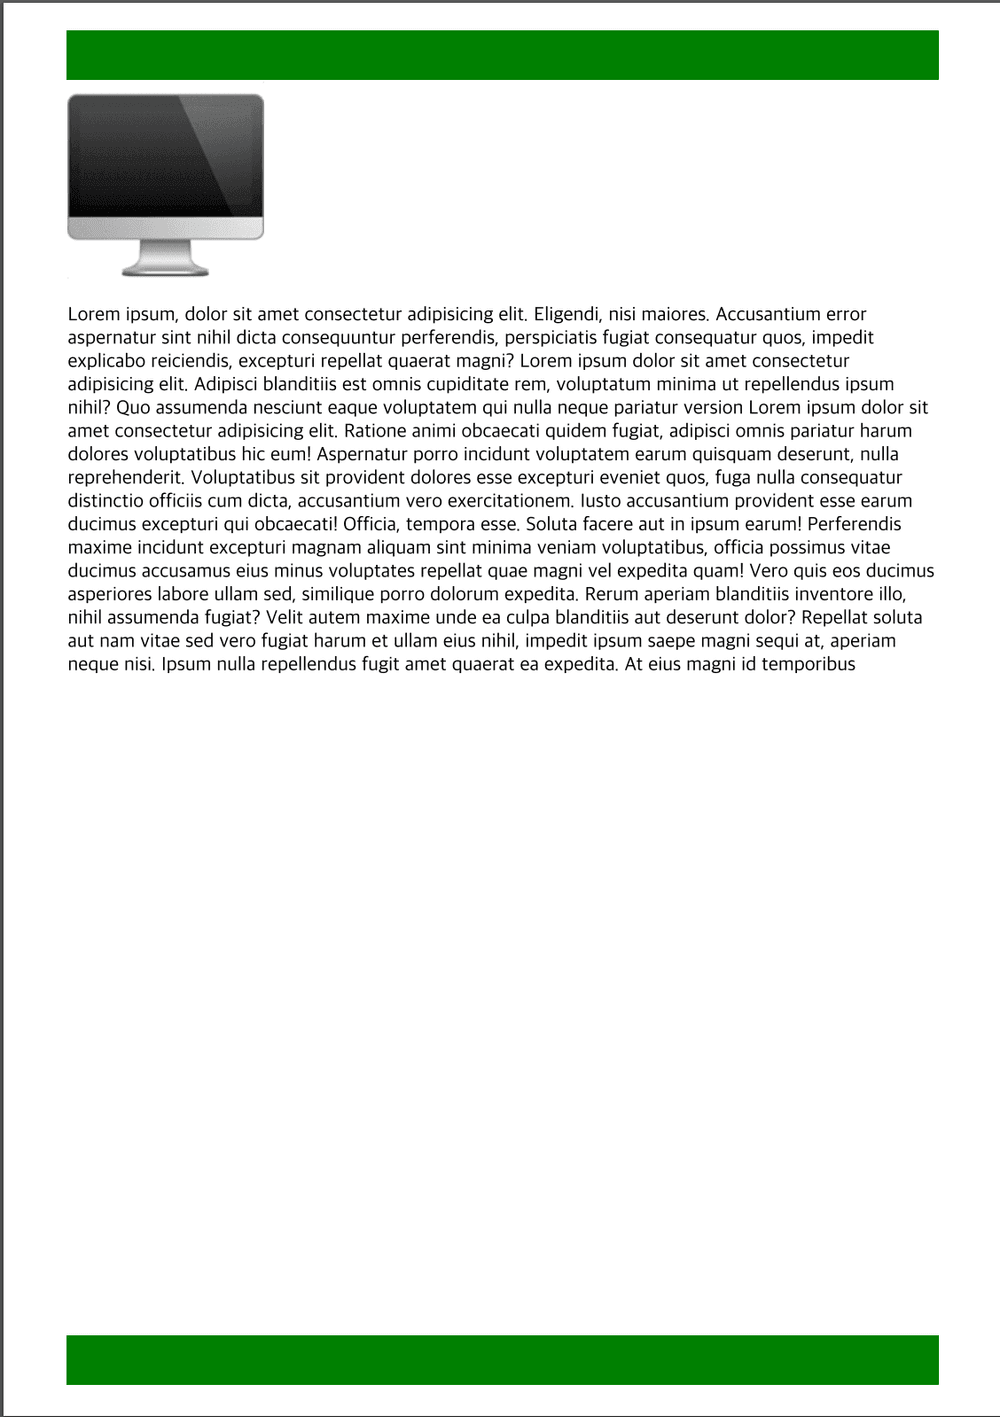 Lorem ipsum, dolor sit amet consectetur adipisicing elit. Eligendi, nisi maiores. Accusantium error
aspernatur sint nihil dicta consequuntur perferendis, perspiciatis fugiat consequatur quos, impedit
explicabo reiciendis, excepturi repellat quaerat magni? Lorem ipsum dolor sit amet consectetur
adipisicing elit. Adipisci blanditiis est omnis cupiditate rem, voluptatum minima ut repellendus ipsum
nihil? Quo assumenda nesciunt eaque voluptatem qui nulla neque pariatur version Lorem ipsum dolor sit
amet consectetur adipisicing elit. Ratione animi obcaecati quidem fugiat, adipisci omnis pariatur harum
dolores voluptatibus hic eum! Aspernatur porro incidunt voluptatem earum quisquam deserunt, nulla
reprehenderit. Voluptatibus sit provident dolores esse excepturi eveniet quos, fuga nulla consequatur
distinctio officiis cum dicta, accusantium vero exercitationem. Iusto accusantium provident esse earum
ducimus excepturi qui obcaecati! Officia, tempora esse. Soluta facere aut in ipsum earum! Perferendis
maxime incidunt excepturi magnam aliquam sint minima veniam voluptatibus, officia possimus vitae
ducimus accusamus eius minus voluptates repellat quae magni vel expedita quam! Vero quis eos ducimus
asperiores labore ullam sed, similique porro dolorum expedita. Rerum aperiam blanditiis inventore illo,
nihil assumenda fugiat? Velit autem maxime unde ea culpa blanditiis aut deserunt dolor? Repellat soluta
aut nam vitae sed vero fugiat harum et ullam eius nihil, impedit ipsum saepe magni sequi at, aperiam
neque nisi. Ipsum nulla repellendus fugit amet quaerat ea expedita. At eius magni id temporibus